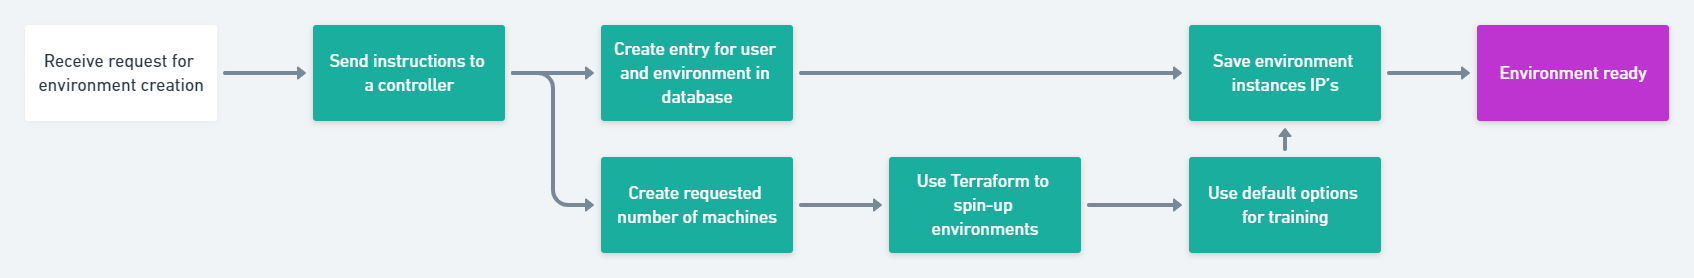 Receive request for
environment creation
Send instructions to
a controller
Create entry for user
and environment in
database
Save environment
instances IP's
Environment ready
Create requested
number of machines
Use Terraform to
spin-up
environments
Use default options
for training